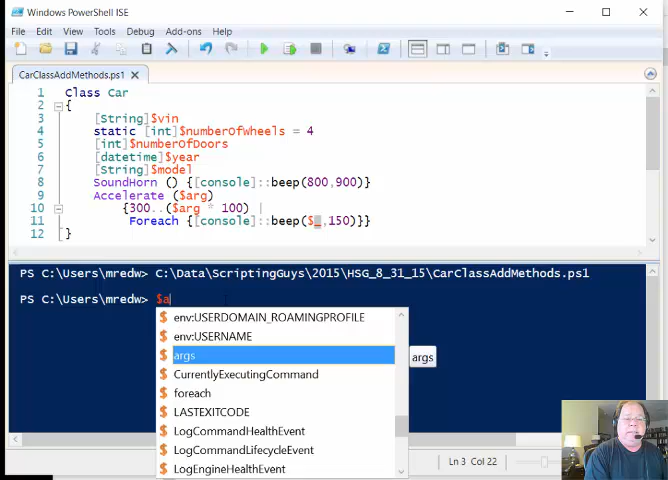 Windows PowerShell ISE
File Edit View Tools Debug Add-ons Help
CarClassAddMethods.ps1
1 Class Car
2 {
3 [String]$vin
4 static [int]$numberOfWheels = 4
5 [int]$numberOfDoors
6 [datetime]$year
7 [String]$model
8 SoundHorn () {[console]::beep(800,900)}
9 Accelerate ($arg)
10 {300..($arg * 100) |
11 Foreach {[console]::beep($_,150)}}
12 }
PS C:\Users\mredw> C:\Data\ScriptingGuys\2015\HSG_8_31_15\CarClassAddMethods.ps1
PS C:\Users\mredw> $a
$ env:USERDOMAIN_ROAMINGPROFILE
$ env:USERNAME
$ args
args
$ CurrentlyExecutingCommand
$ foreach
$ LASTEXITCODE
$ LogCommandHealthEvent
$ LogCommandLifecycleEvent
$ LogEngineHealthEvent
Ln 3 Col 22